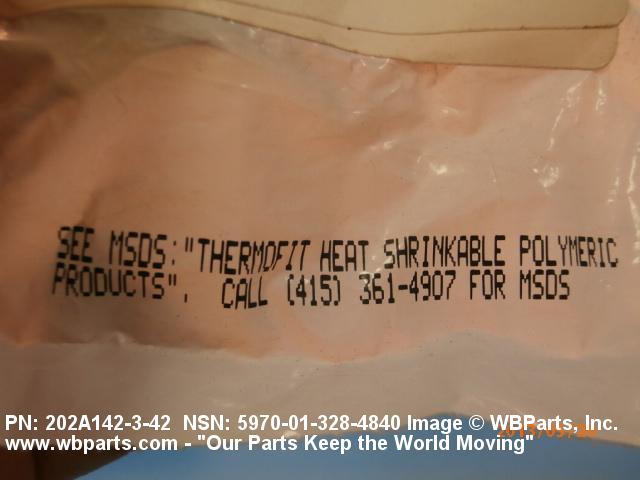 SEE MSDS: "THERMOFIT HEAT SHRINKABLE POLYMERIC
PRODUCTS". CALL (415) 361-4907 FOR MSDS
PN: 202A142-3-42 NSN: 5970-01-328-4840 Image © WBParts, Inc.
www.wbparts.com - "Our Parts Keep the World Moving"